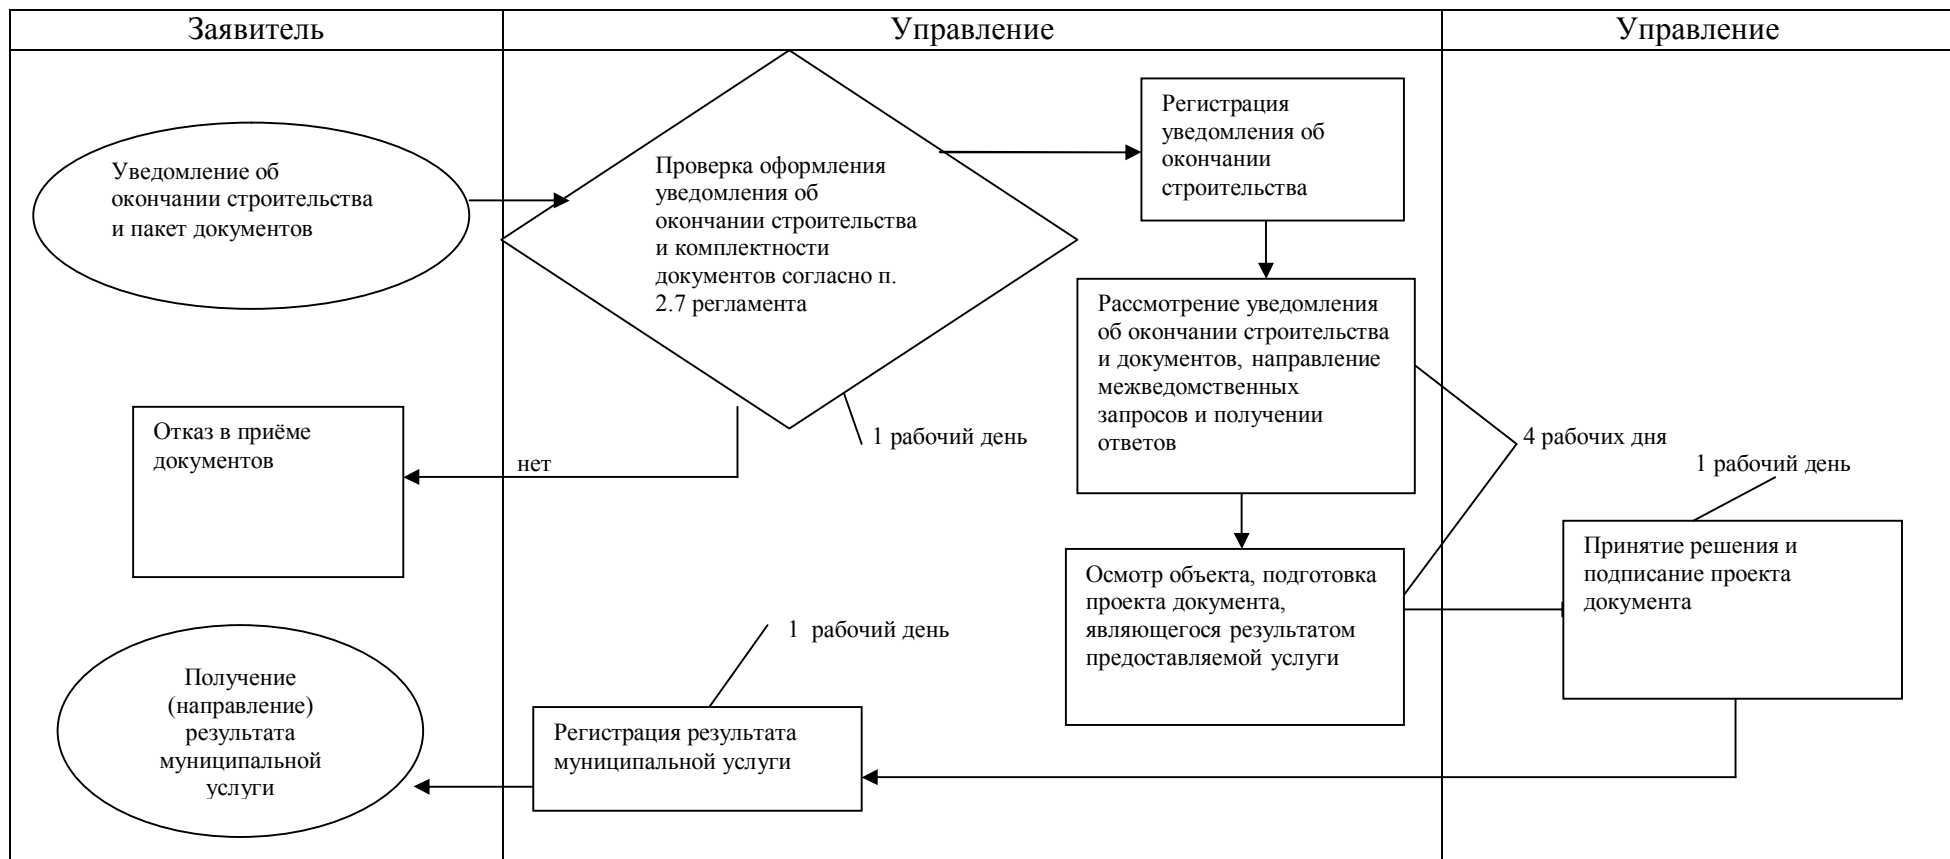 Заявитель
Управление
Управление
Уведомление об
окончании строительства
и пакет документов
Проверка оформления
уведомления об
окончании строительства
и комплектности
документов согласно п.
2.7 регламента
Регистрация
уведомления об
окончании
строительства
Рассмотрение уведомления
об окончании строительства
и документов, направление
межведомственных
запросов и получении
ответов
Отказ в приёме
документов
нет
1 рабочий день
4 рабочих дня
1 рабочий день
Осмотр объекта, подготовка
проекта документа,
являющегося результатом
предоставляемой услуги
Принятие решения и
подписание проекта
документа
1 рабочий день
Получение
(направление)
результата
муниципальной
услуги
Регистрация результата
муниципальной услуги